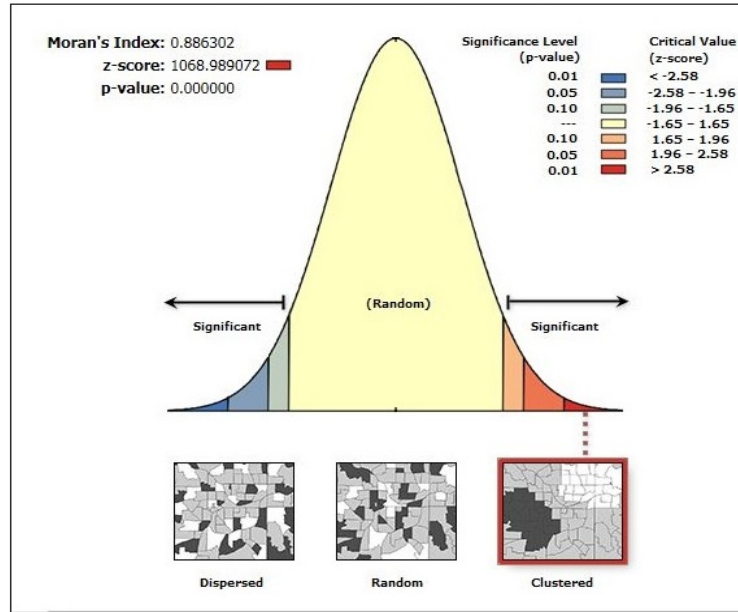 Moran's Index: 0.886302
z-score: 1068.989072
p-value: 0.000000
Significance Level
(p-value)
Critical Value
(z-score)
0.01 < -2.58
0.05 -2.58 – -1.96
0.10 -1.96 – -1.65
--- -1.65 – 1.65
0.10 1.65 – 1.96
0.05 1.96 – 2.58
0.01 > 2.58
(Random)
Significant
Significant
Dispersed
Random
Clustered